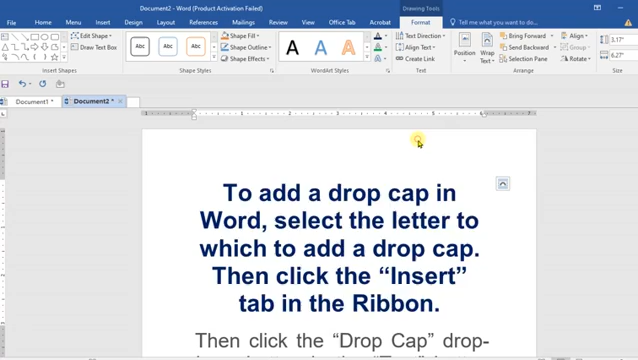 Document2 - Word (Product Activation Failed)
Drawing Tools
File Home Insert Design Layout References Mailings Review View Office Tab Acrobat Format Tell me what you want to do...
Edit Shape
Draw Text Box
Insert Shapes
Abc Abc Abc
Shape Fill
Shape Outline
Shape Effects
Shape Styles
A A A
WordArt Styles
Text Direction
Align Text
Create Link
Text
Position
Wrap
Text
Bring Forward
Send Backward
Selection Pane
Arrange
Align
Group
Rotate
3.17"
6.27"
Document1 *
Document2 *
To add a drop cap in
Word, select the letter to
which to add a drop cap.
Then click the “Insert”
tab in the Ribbon.
Then click the “Drop Cap” drop-